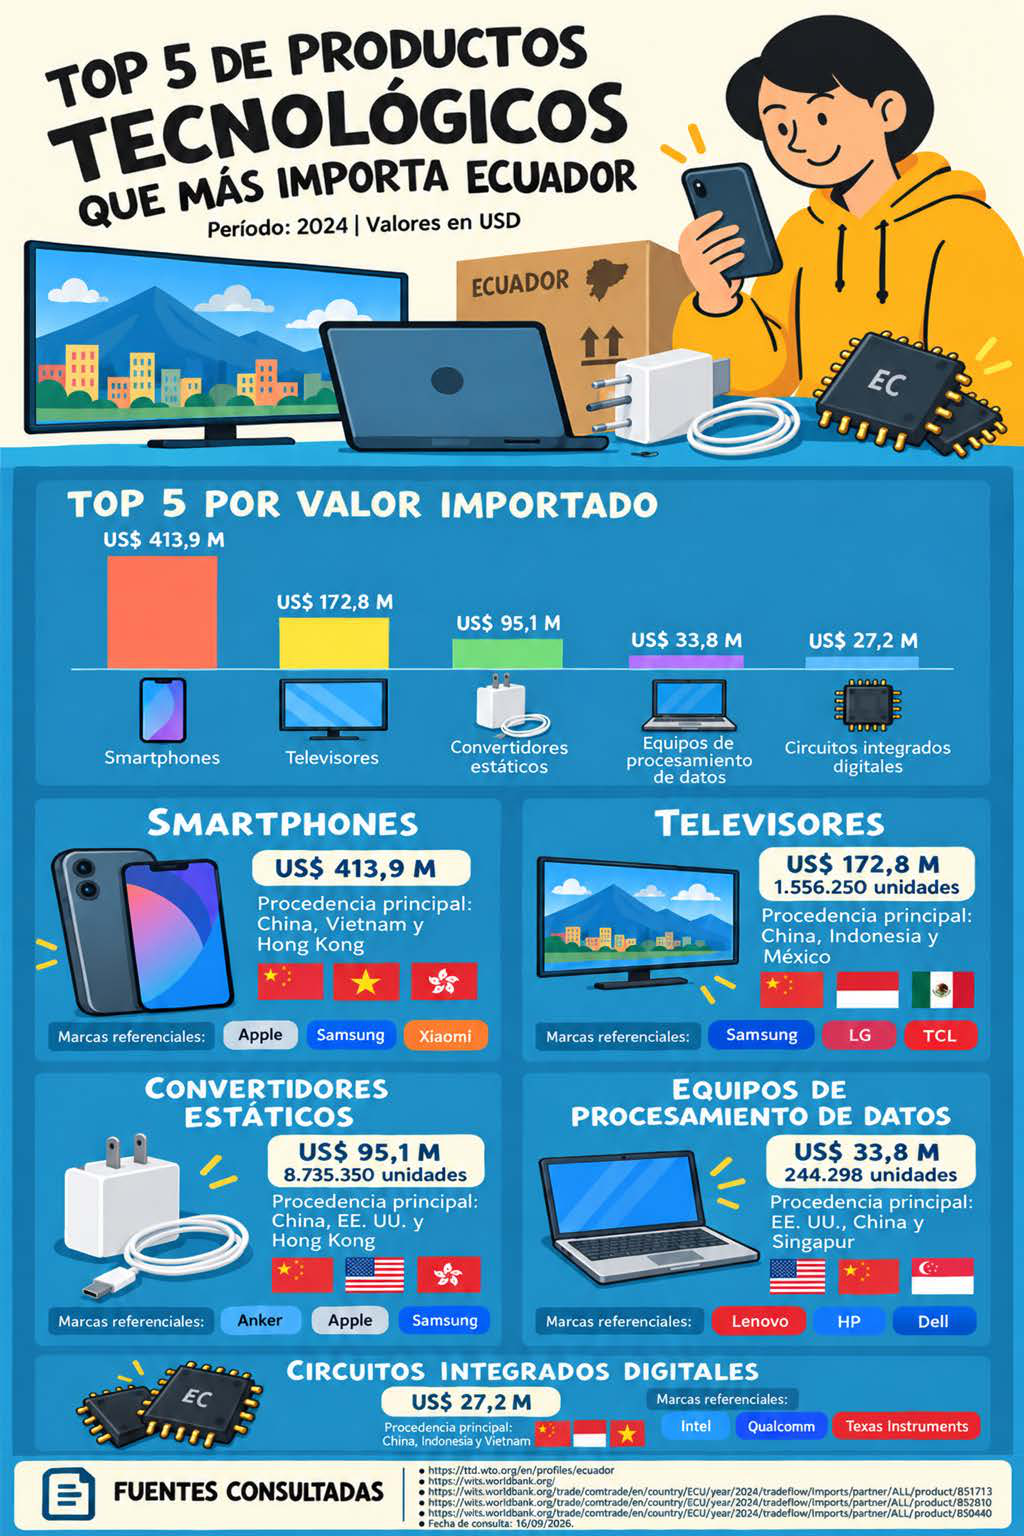 TOP 5 DE PRODUCTOS
TECNOLÓGICOS
QUE MÁS IMPORTA ECUADOR
Período: 2024 | Valores en USD
ECUADOR
EC
TOP 5 POR VALOR IMPORTADO
US$ 413,9 M
US$ 172,8 M
US$ 95,1 M
US$ 33,8 M
US$ 27,2 M
Smartphones
Televisores
Convertidores
estáticos
Equipos de
procesamiento
de datos
Circuitos integrados
digitales
SMARTPHONES
US$ 413,9 M
Procedencia principal:
China, Vietnam y
Hong Kong
Marcas referenciales:
Apple
Samsung
Xiaomi
TELEVISORES
US$ 172,8 M
1.556.250 unidades
Procedencia principal:
China, Indonesia y
México
Marcas referenciales:
Samsung
LG
TCL
CONVERTIDORES
ESTÁTICOS
US$ 95,1 M
8.735.350 unidades
Procedencia principal:
China, EE. UU. y
Hong Kong
Marcas referenciales:
Anker
Apple
Samsung
EQUIPOS DE
PROCESAMIENTO DE DATOS
US$ 33,8 M
244.298 unidades
Procedencia principal:
EE. UU., China y
Singapur
Marcas referenciales:
Lenovo
HP
Dell
CIRCUITOS INTEGRADOS DIGITALES
EC
US$ 27,2 M
Procedencia principal:
China, Indonesia y Vietnam
Marcas referenciales:
Intel
Qualcomm
Texas Instruments
FUENTES CONSULTADAS
• https://ttd.wto.org/en/profiles/ecuador
• https://wits.worldbank.org/
• https://wits.worldbank.org/trade/comtrade/en/country/ECU/year/2024/tradeflow/Imports/partner/ALL/product/851713
• https://wits.worldbank.org/trade/comtrade/en/country/ECU/year/2024/tradeflow/Imports/partner/ALL/product/852810
• https://wits.worldbank.org/trade/comtrade/en/country/ECU/year/2024/tradeflow/Imports/partner/ALL/product/850440
• Fecha de consulta: 16/09/2026.